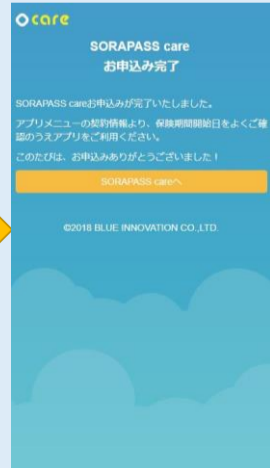 care
SORAPASS care
お申込み完了
SORAPASS careお申込みが完了いたしました。
アプリメニューの契約情報より、保険期間開始日をよくご確
認のうえアプリをご利用ください。
このたびは、お申込みありがとうございました！
SORAPASS careへ
©2018 BLUE INNOVATION CO.,LTD.